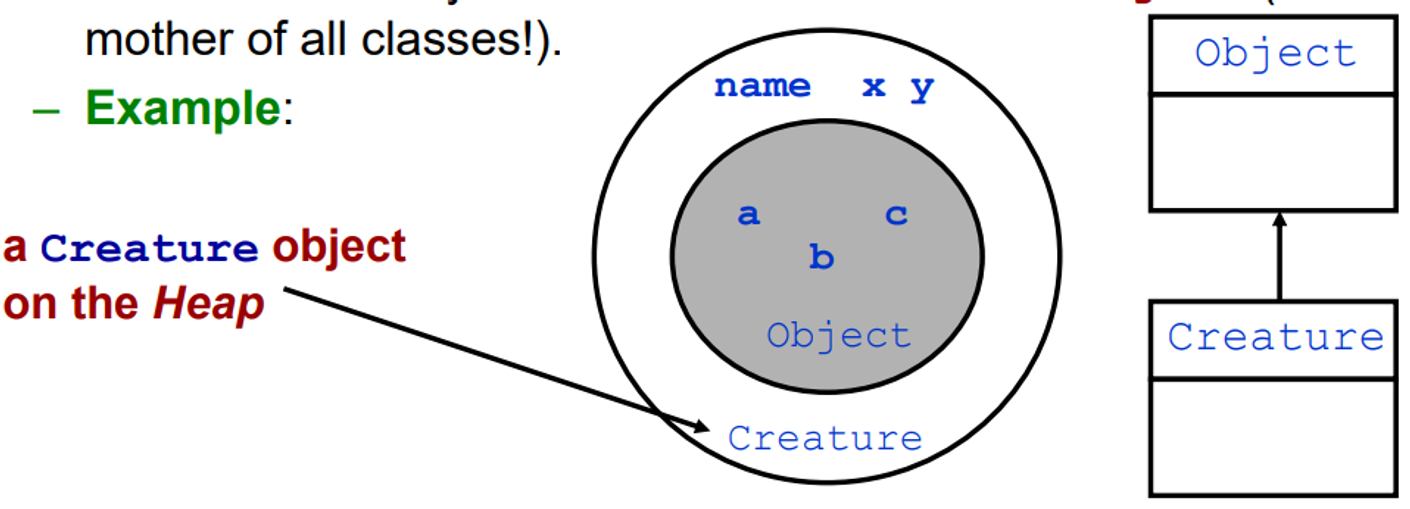 mother of all classes!).
– Example:
a Creature object
on the Heap
name x y
a c
b
Object
Creature
Object
Creature